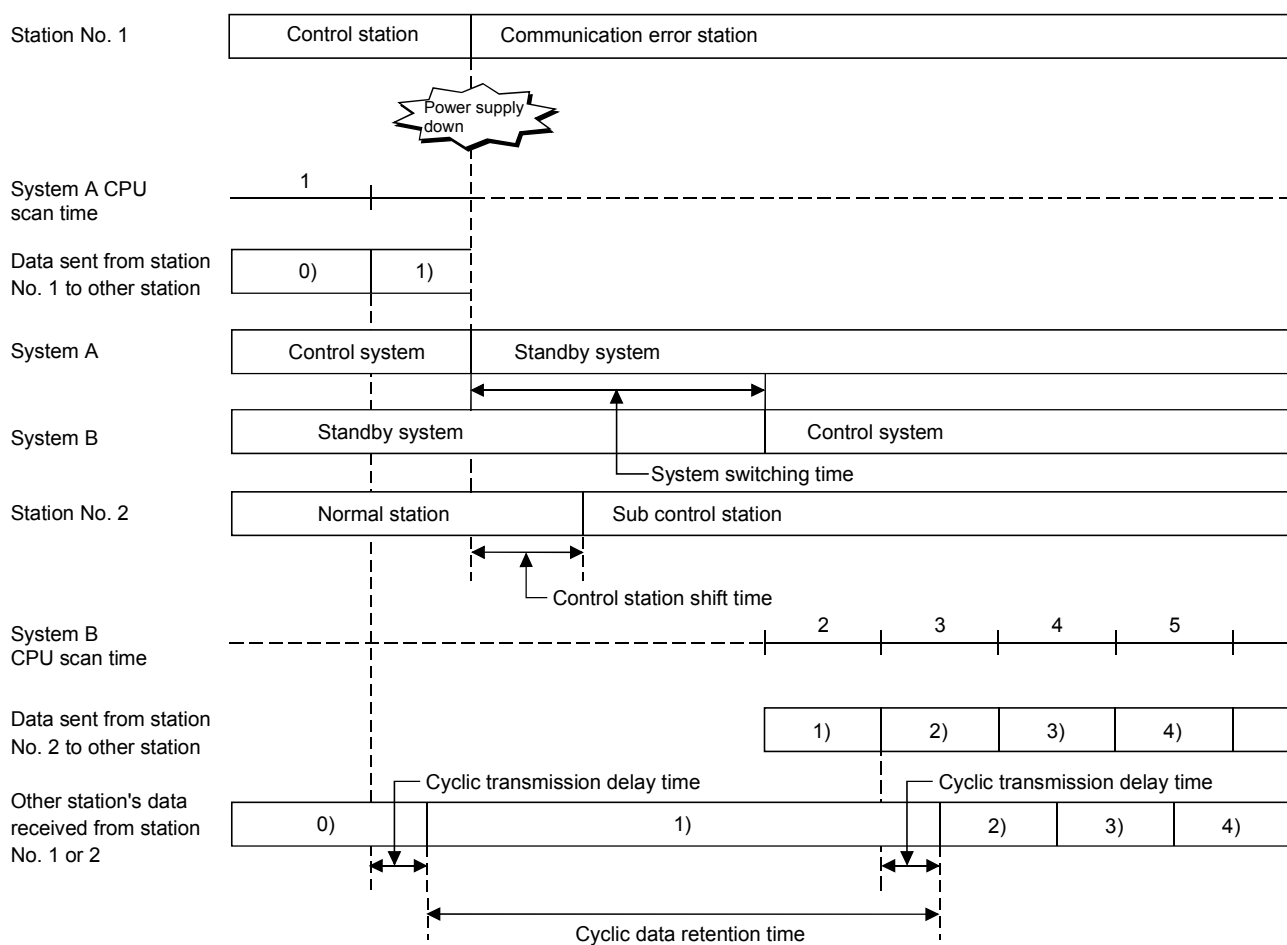 Station No. 1
Control station
Communication error station
Power supply
down
System A CPU
scan time
1
Data sent from station
No. 1 to other station
0)
1)
System A
Control system
Standby system
System B
Standby system
Control system
System switching time
Station No. 2
Normal station
Sub control station
Control station shift time
System B
CPU scan time
2
3
4
5
Data sent from station
No. 2 to other station
1)
2)
3)
4)
Cyclic transmission delay time
Cyclic transmission delay time
Other station's data
received from station
No. 1 or 2
0)
1)
2)
3)
4)
Cyclic data retention time